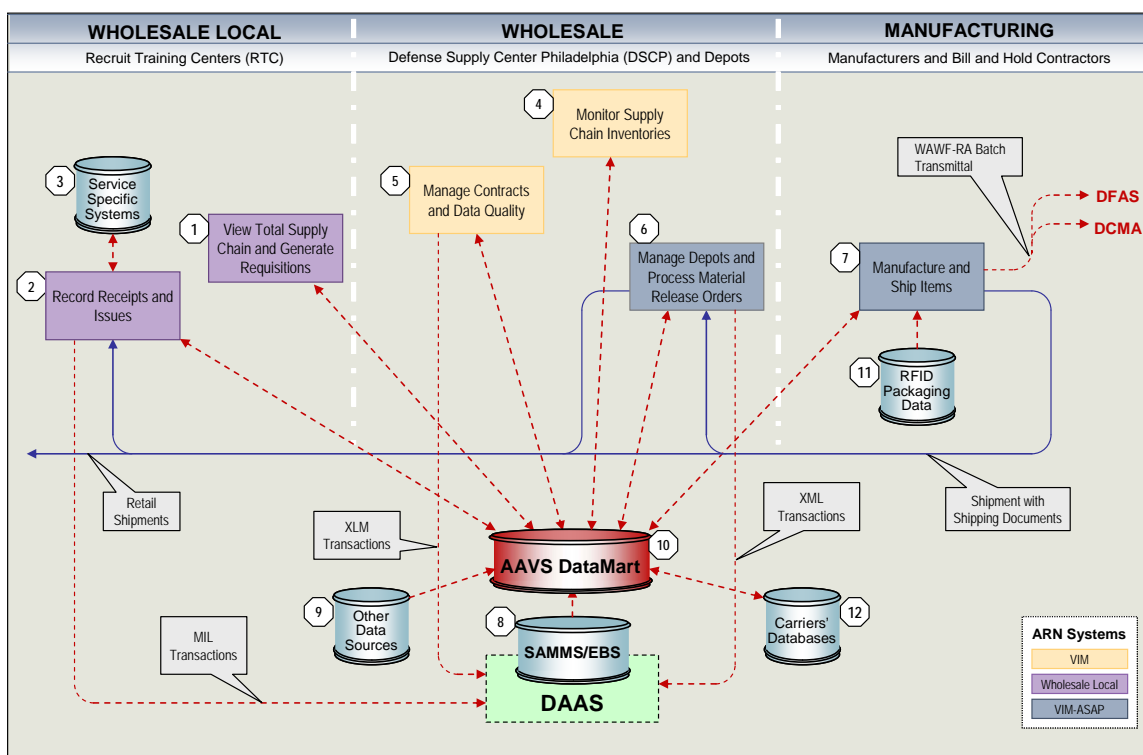 WHOLESALE LOCAL
Recruit Training Centers (RTC)
WHOLESALE
Defense Supply Center Philadelphia (DSCP) and Depots
MANUFACTURING
Manufacturers and Bill and Hold Contractors
3
Service
Specific
Systems
1
View Total Supply
Chain and Generate
Requisitions
2
Record Receipts and
Issues
4
Monitor Supply
Chain Inventories
5
Manage Contracts
and Data Quality
6
Manage Depots and
Process Material
Release Orders
WAWF-RA Batch
Transmittal
DFAS
DCMA
7
Manufacture and
Ship Items
11
RFID
Packaging
Data
Retail
Shipments
XLM
Transactions
XML
Transactions
Shipment with
Shipping Documents
10
AAVS DataMart
9
Other
Data
Sources
8
SAMMS/EBS
DAAS
12
Carriers'
Databases
MIL
Transactions
ARN Systems
VIM
Wholesale Local
VIM-ASAP